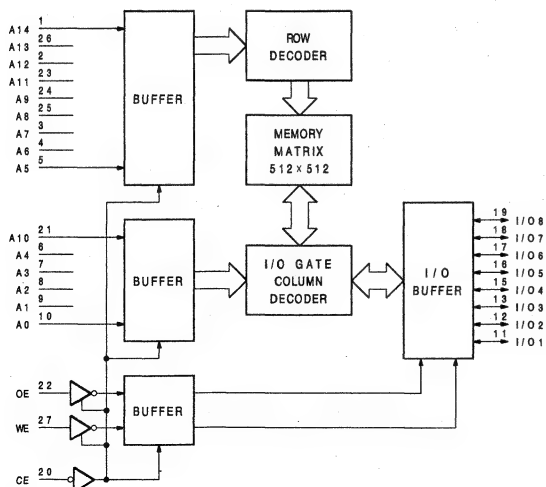 A14 1
A13 26
A12 2
A11 23
A9 24
A8 25
A7 3
A6 4
A5 5
BUFFER
ROW
DECODER
MEMORY
MATRIX
512×512
A10 21
A4 6
A3 7
A2 8
A1 9
A0 10
BUFFER
I/O GATE
COLUMN
DECODER
I/O
BUFFER
19 I/O8
18 I/O7
17 I/O6
16 I/O5
15 I/O4
13 I/O3
12 I/O2
11 I/O1
OE 22
WE 27
CE 20
BUFFER